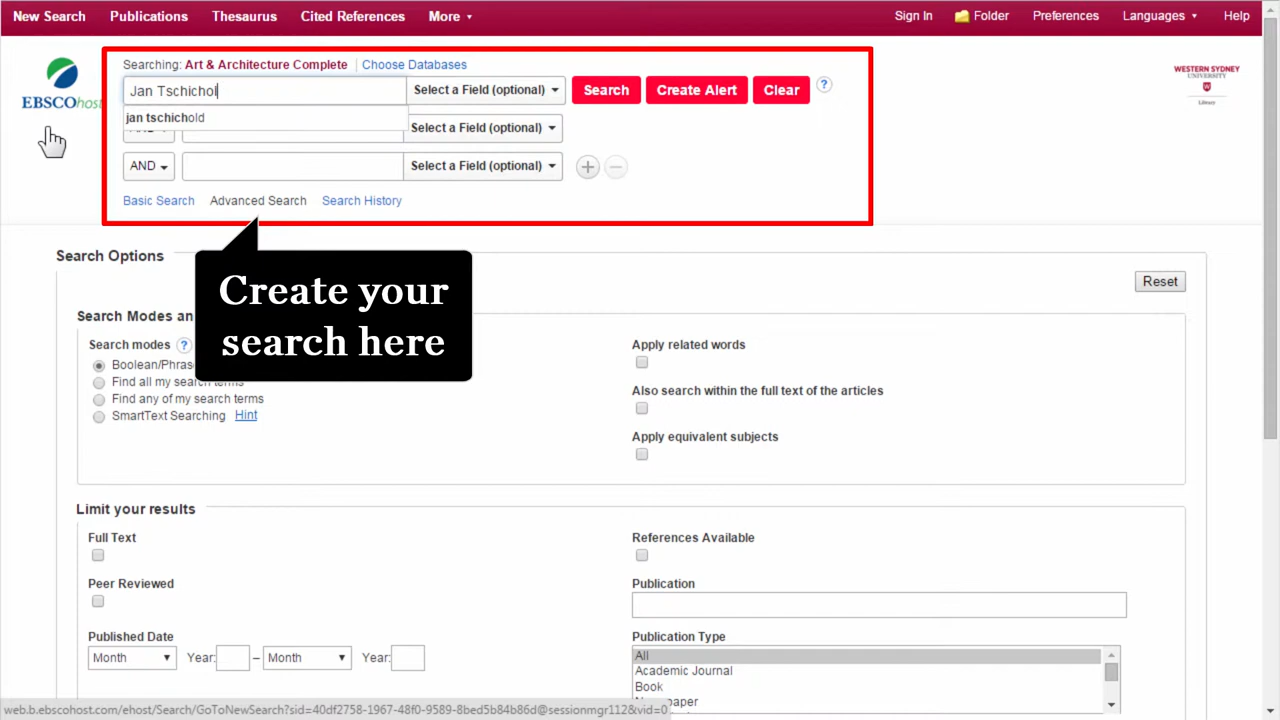 New Search Publications Thesaurus Cited References More Sign In Folder Preferences Languages Help
Searching: Art & Architecture Complete Choose Databases
Jan Tschichol Select a Field (optional) Search Create Alert Clear ?
jan tschichold
Select a Field (optional)
AND Select a Field (optional)
Basic Search Advanced Search Search History
EBSCOhost
WESTERN SYDNEY
UNIVERSITY
Library
Create your
search here
Search Options
Reset
Search Modes an
Search modes ?
Boolean/Phras
Find all my search terms
Find any of my search terms
SmartText Searching Hint
Apply related words
Also search within the full text of the articles
Apply equivalent subjects
Limit your results
Full Text
Peer Reviewed
Published Date
Month Year: – Month Year:
References Available
Publication
Publication Type
All
Academic Journal
Book
web.b.ebscohost.com/ehost/Search/GoToNewSearch?sid=40df2758-1967-48f0-9589-8bed5b84b86d@sessionmgr112&vid=0